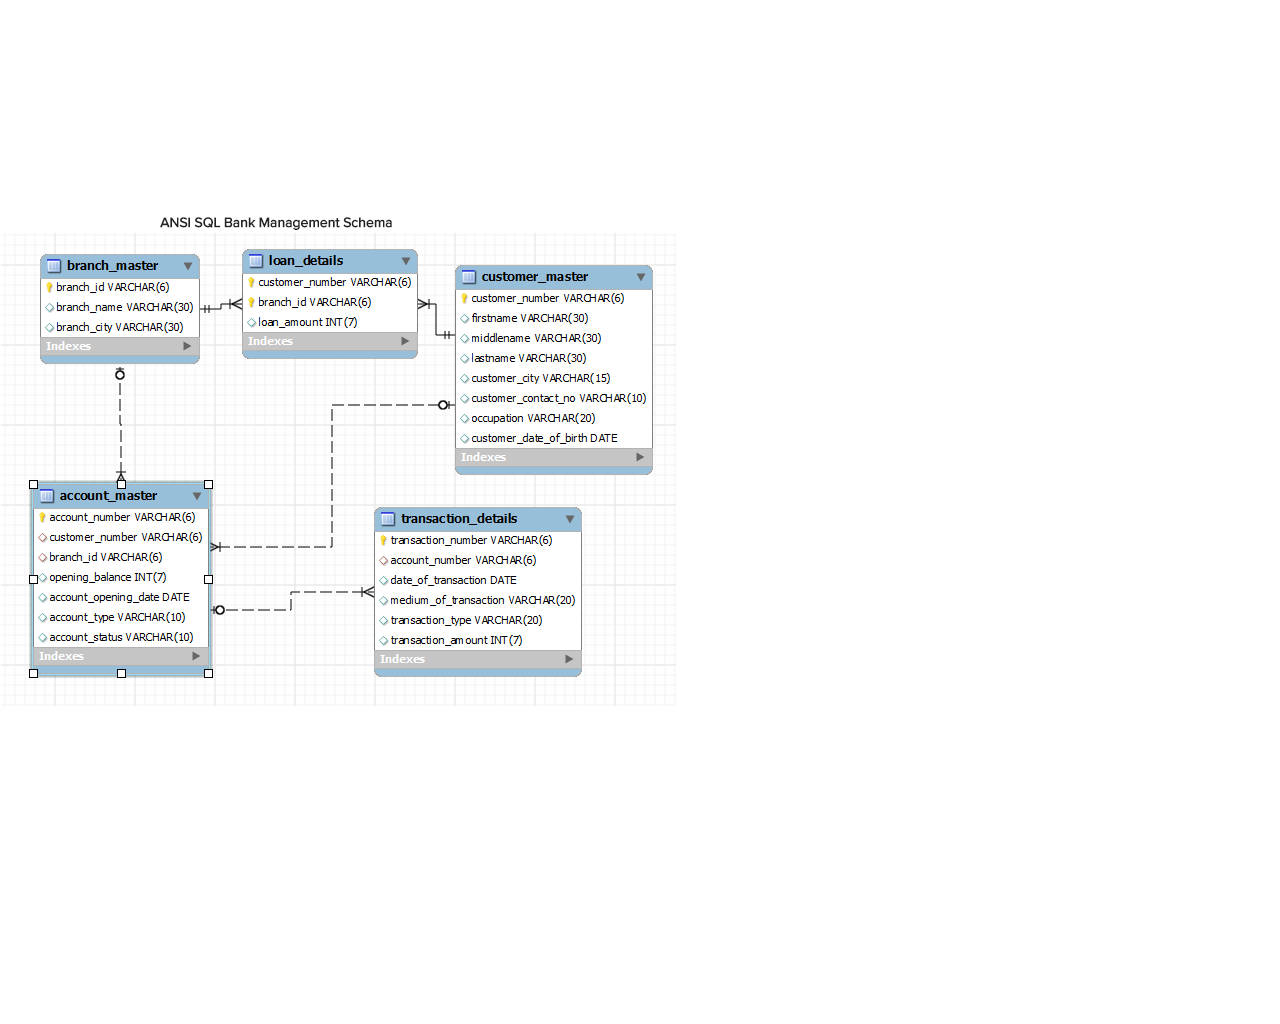 ANSI SQL Bank Management Schema
branch_master
branch_id VARCHAR(6)
branch_name VARCHAR(30)
branch_city VARCHAR(30)
Indexes
loan_details
customer_number VARCHAR(6)
branch_id VARCHAR(6)
loan_amount INT(7)
Indexes
customer_master
customer_number VARCHAR(6)
firstname VARCHAR(30)
middlename VARCHAR(30)
lastname VARCHAR(30)
customer_city VARCHAR(15)
customer_contact_no VARCHAR(10)
occupation VARCHAR(20)
customer_date_of_birth DATE
Indexes
account_master
account_number VARCHAR(6)
customer_number VARCHAR(6)
branch_id VARCHAR(6)
opening_balance INT(7)
account_opening_date DATE
account_type VARCHAR(10)
account_status VARCHAR(10)
Indexes
transaction_details
transaction_number VARCHAR(6)
account_number VARCHAR(6)
date_of_transaction DATE
medium_of_transaction VARCHAR(20)
transaction_type VARCHAR(20)
transaction_amount INT(7)
Indexes